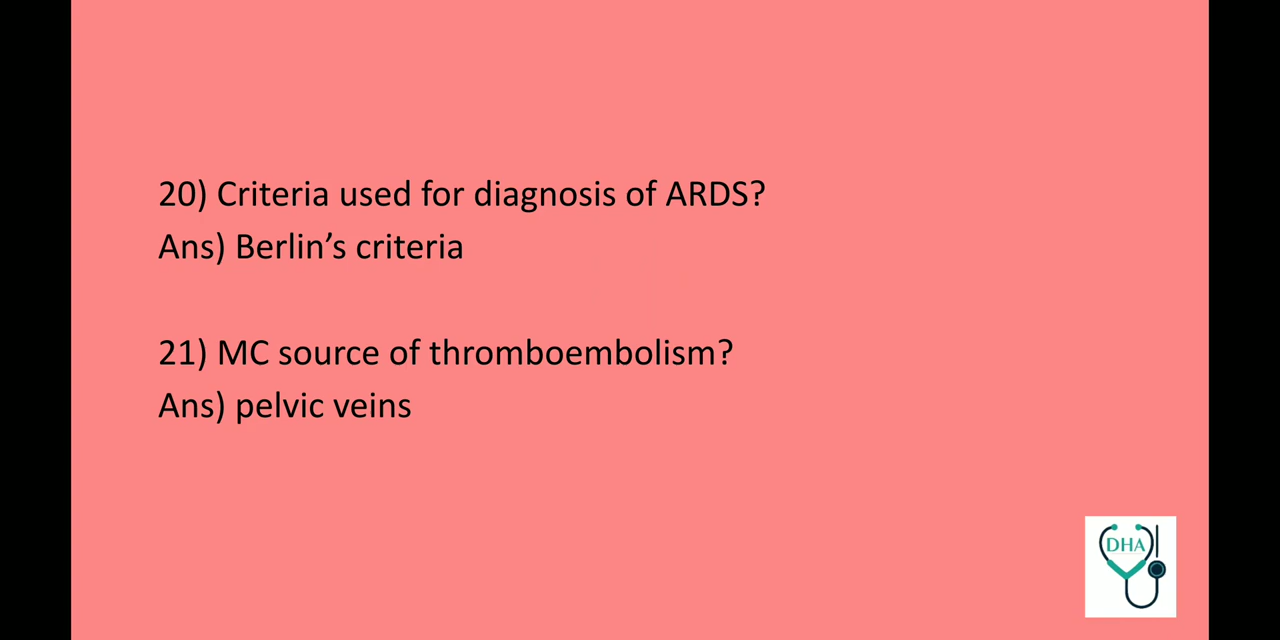 20) Criteria used for diagnosis of ARDS?
Ans) Berlin’s criteria
21) MC source of thromboembolism?
Ans) pelvic veins
DHA